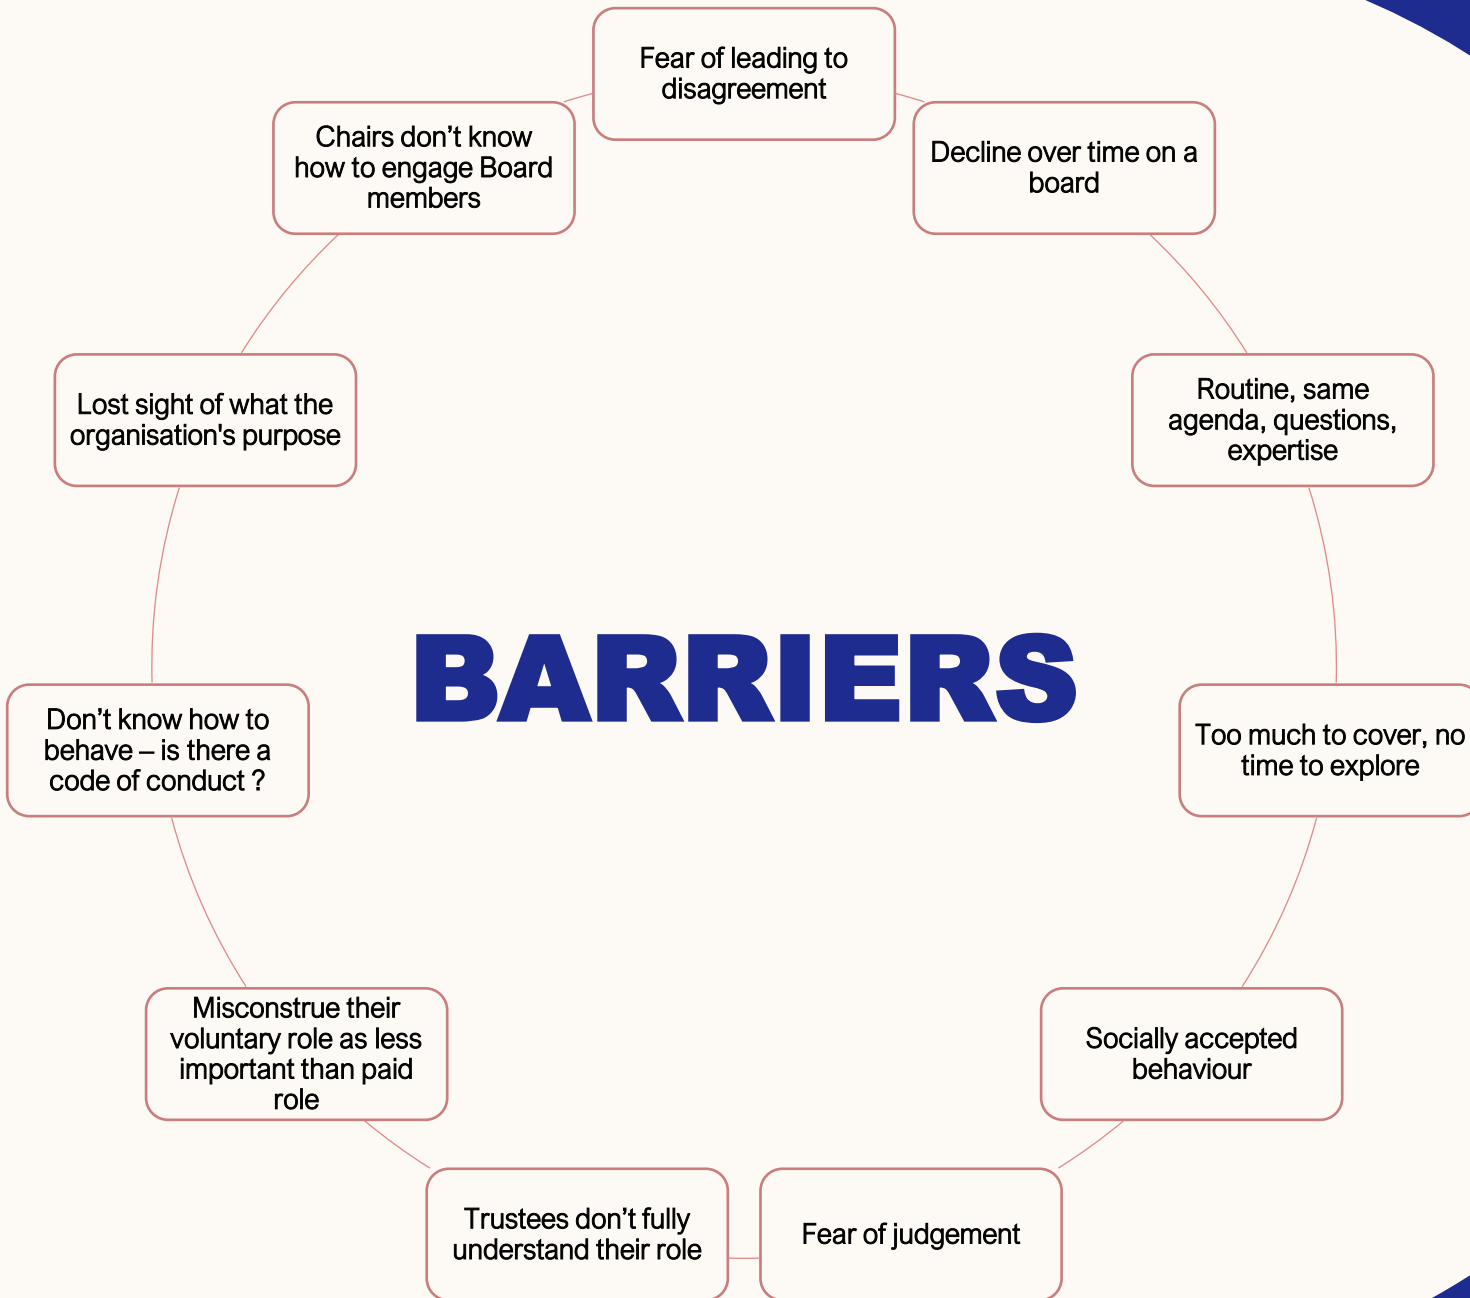 Fear of leading to
disagreement
Decline over time on a
board
Routine, same
agenda, questions,
expertise
Too much to cover, no
time to explore
Socially accepted
behaviour
Fear of judgement
Trustees don’t fully
understand their role
Misconstrue their
voluntary role as less
important than paid
role
Don’t know how to
behave – is there a
code of conduct ?
Lost sight of what the
organisation's purpose
Chairs don’t know
how to engage Board
members
BARRIERS